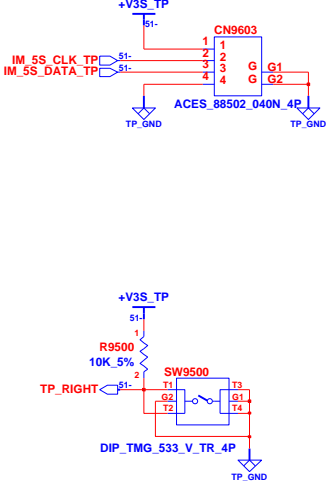 +V3S_TP
51-
CN9603
1 1
IM_5S_CLK_TP 51- 2 2
IM_5S_DATA_TP 51- 3 3 G G1
4 4 G G2
ACES_88502_040N_4P
TP_GND
TP_GND
+V3S_TP
51-
1
R9500
10K_5%
2
SW9500
TP_RIGHT 51- T1 T3
G2 G1
T2 T4
DIP_TMG_533_V_TR_4P
TP_GND